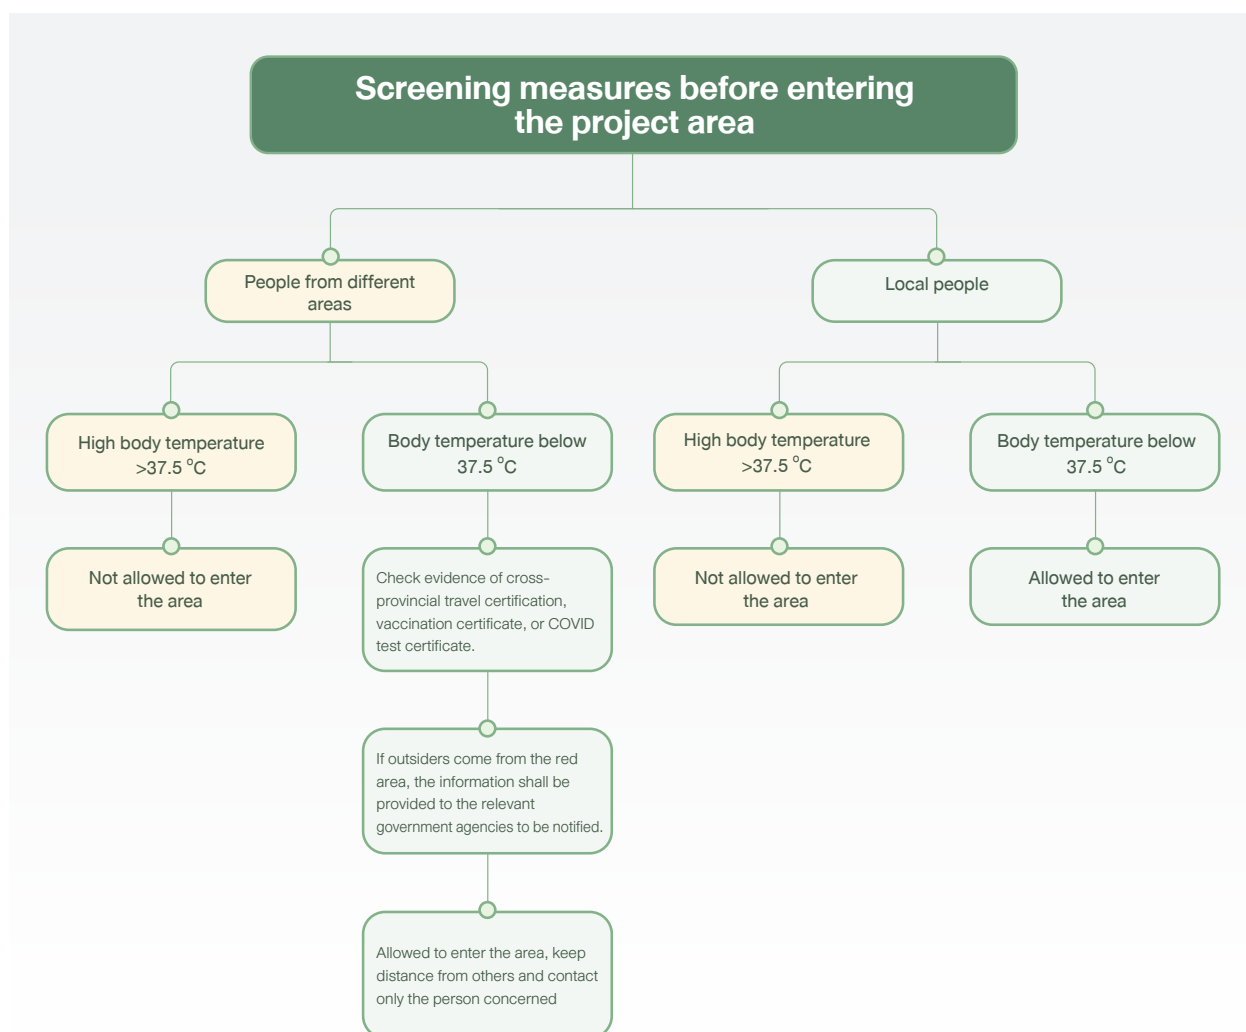 Screening measures before entering
the project area
People from different
areas
Local people
High body temperature
>37.5 °C
Body temperature below
37.5 °C
High body temperature
>37.5 °C
Body temperature below
37.5 °C
Not allowed to enter
the area
Check evidence of cross-
provincial travel certification,
vaccination certificate, or COVID
test certificate.
Not allowed to enter
the area
Allowed to enter
the area
If outsiders come from the red
area, the information shall be
provided to the relevant
government agencies to be notified.
Allowed to enter the area, keep
distance from others and contact
only the person concerned